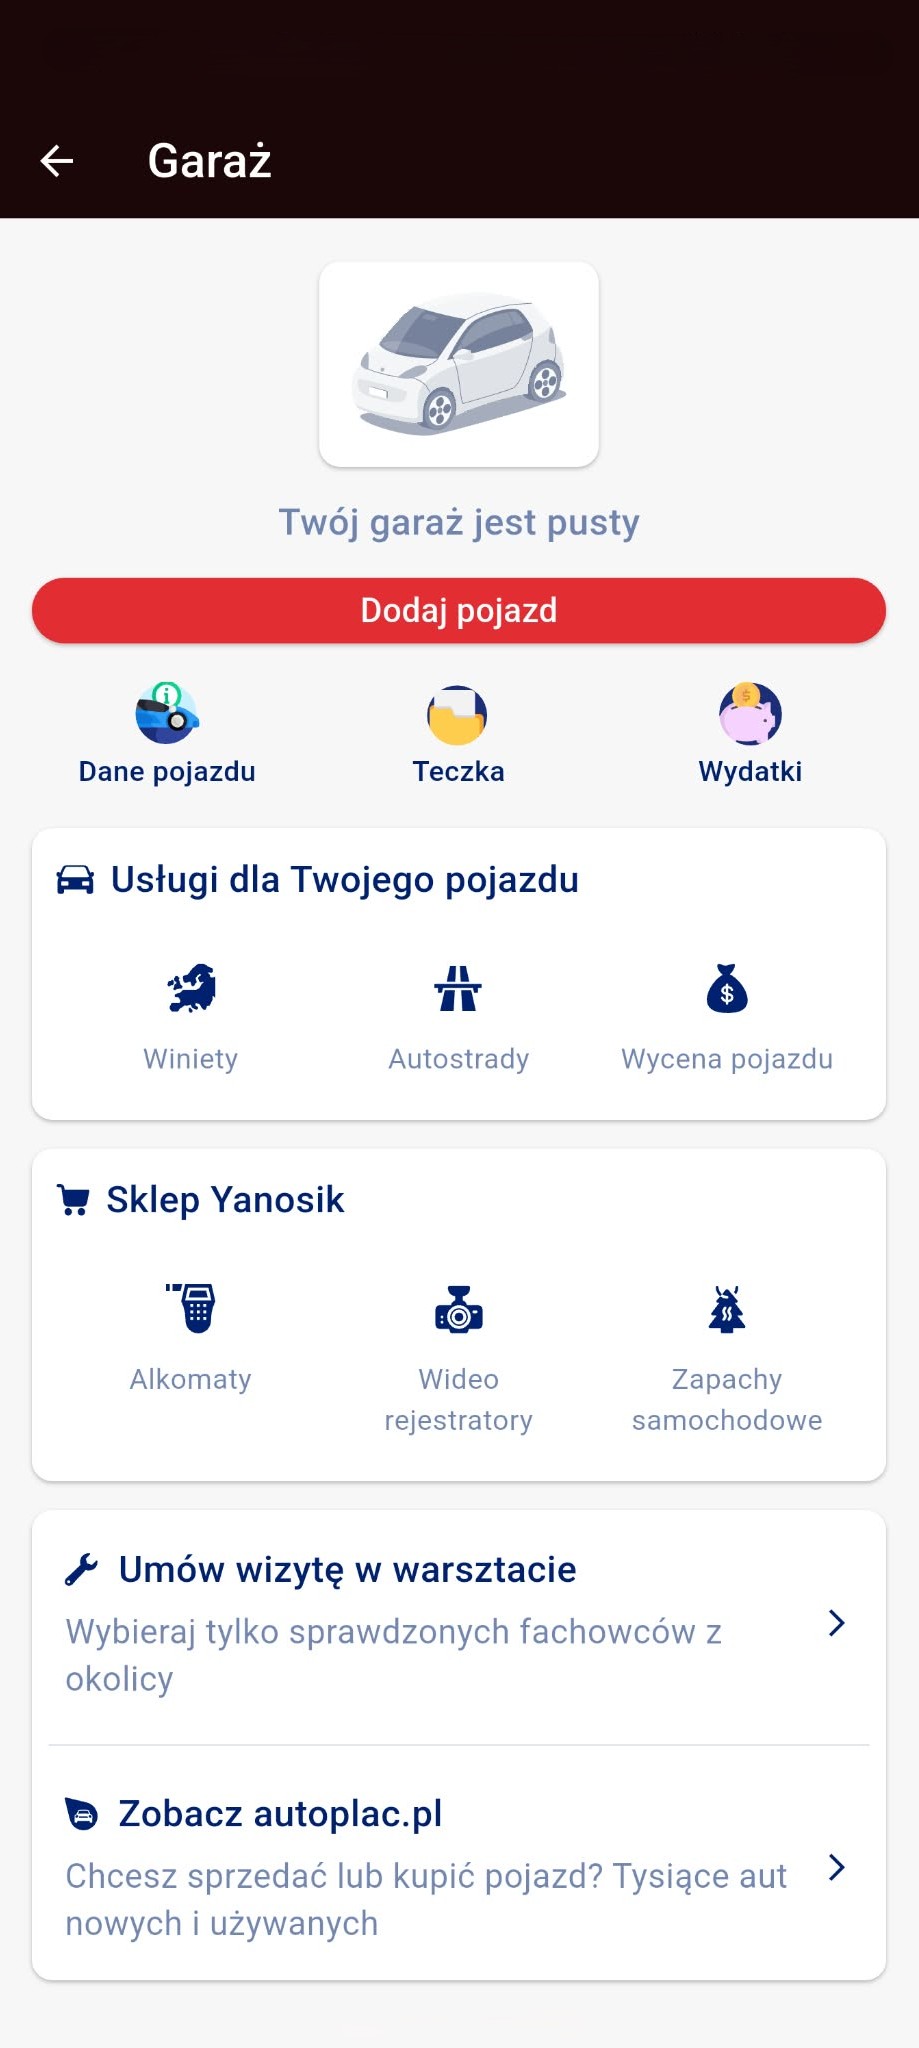 Garaż
Twój garaż jest pusty
Dodaj pojazd
Dane pojazdu
Teczka
Wydatki
Usługi dla Twojego pojazdu
Winiety
Autostrady
Wycena pojazdu
Sklep Yanosik
Alkomaty
Wideo
rejestratory
Zapachy
samochodowe
Umów wizytę w warsztacie
Wybieraj tylko sprawdzonych fachowców z
okolicy
Zobacz autoplac.pl
Chcesz sprzedać lub kupić pojazd? Tysiące aut
nowych i używanych